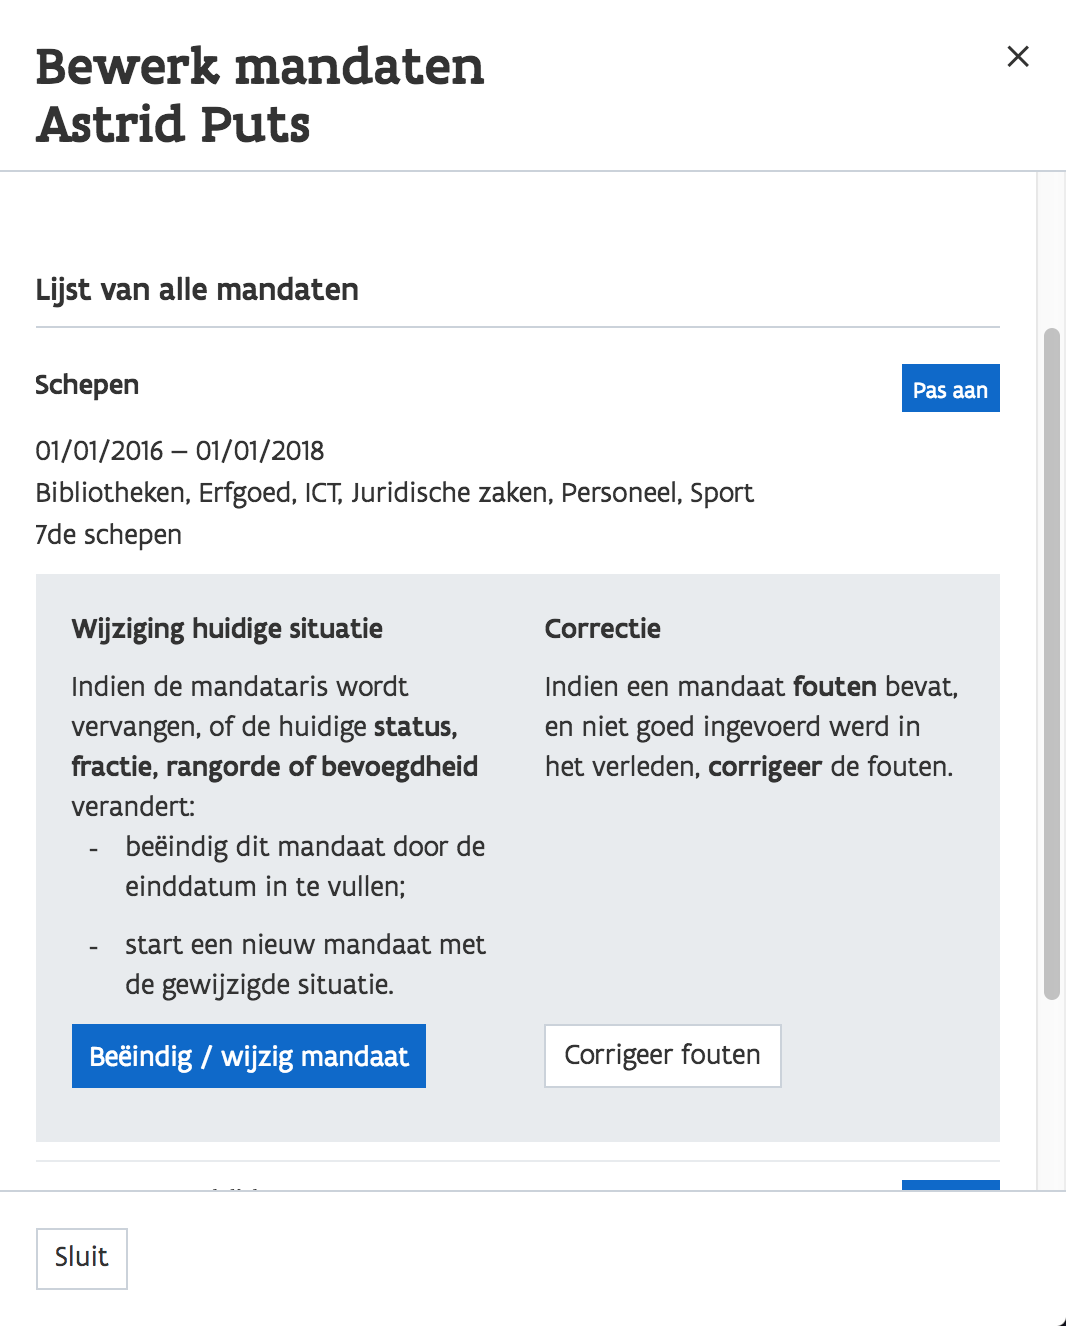 Bewerk mandaten
Astrid Puts
Lijst van alle mandaten
Schepen
Pas aan
01/01/2016 – 01/01/2018
Bibliotheken, Erfgoed, ICT, Juridische zaken, Personeel, Sport
7de schepen
Wijziging huidige situatie
Indien de mandataris wordt
vervangen, of de huidige status,
fractie, rangorde of bevoegdheid
verandert:
- beëindig dit mandaat door de
einddatum in te vullen;
- start een nieuw mandaat met
de gewijzigde situatie.
Beëindig / wijzig mandaat
Correctie
Indien een mandaat fouten bevat,
en niet goed ingevoerd werd in
het verleden, corrigeer de fouten.
Corrigeer fouten
Sluit